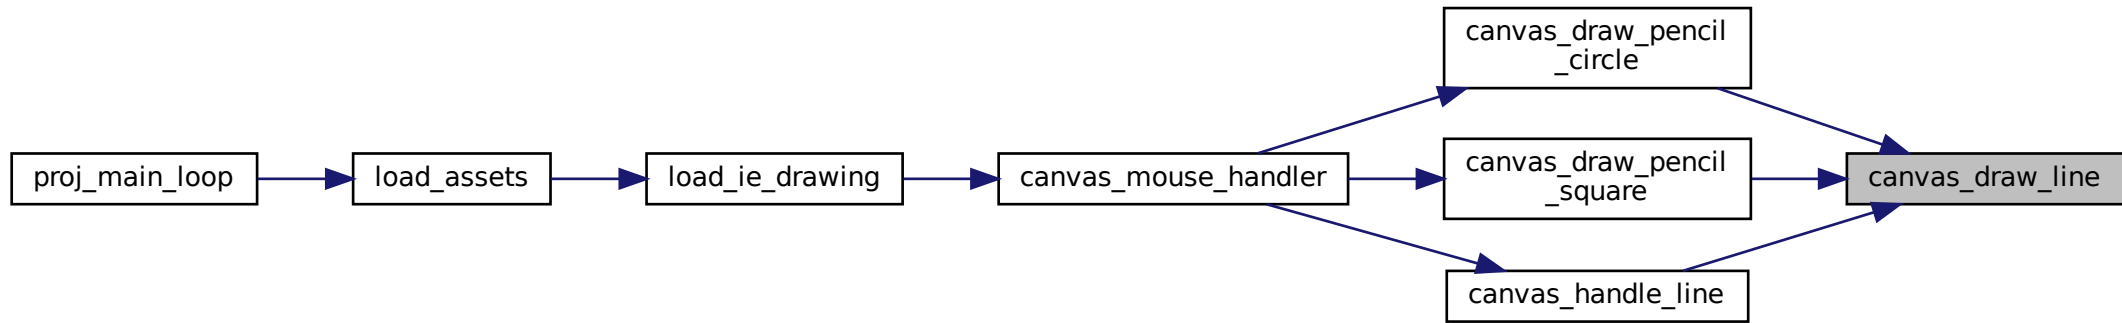 proj_main_loop
load_assets
load_ie_drawing
canvas_mouse_handler
canvas_draw_pencil
_circle
canvas_draw_pencil
_square
canvas_handle_line
canvas_draw_line